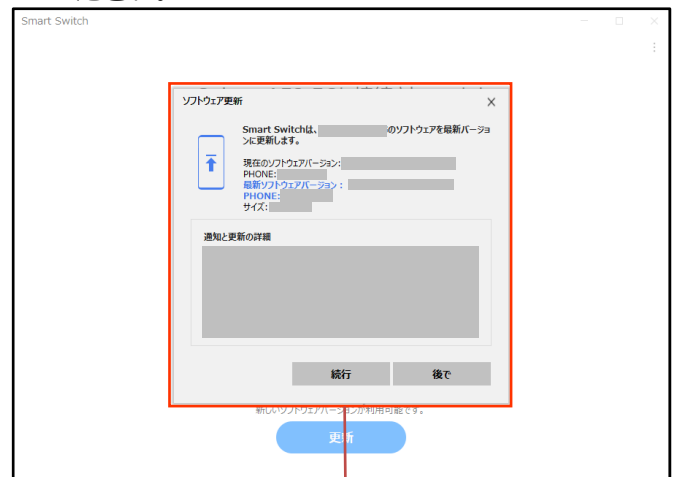 Smart Switch
ソフトウェア更新
Smart Switchは、 のソフトウェアを最新バージョ
ンに更新します。
現在のソフトウェアバージョン:
PHONE:
最新ソフトウェアバージョン：
PHONE:
サイズ:
通知と更新の詳細
続行 後で
新しいソフトウェアバージョンが利用可能です。
更新